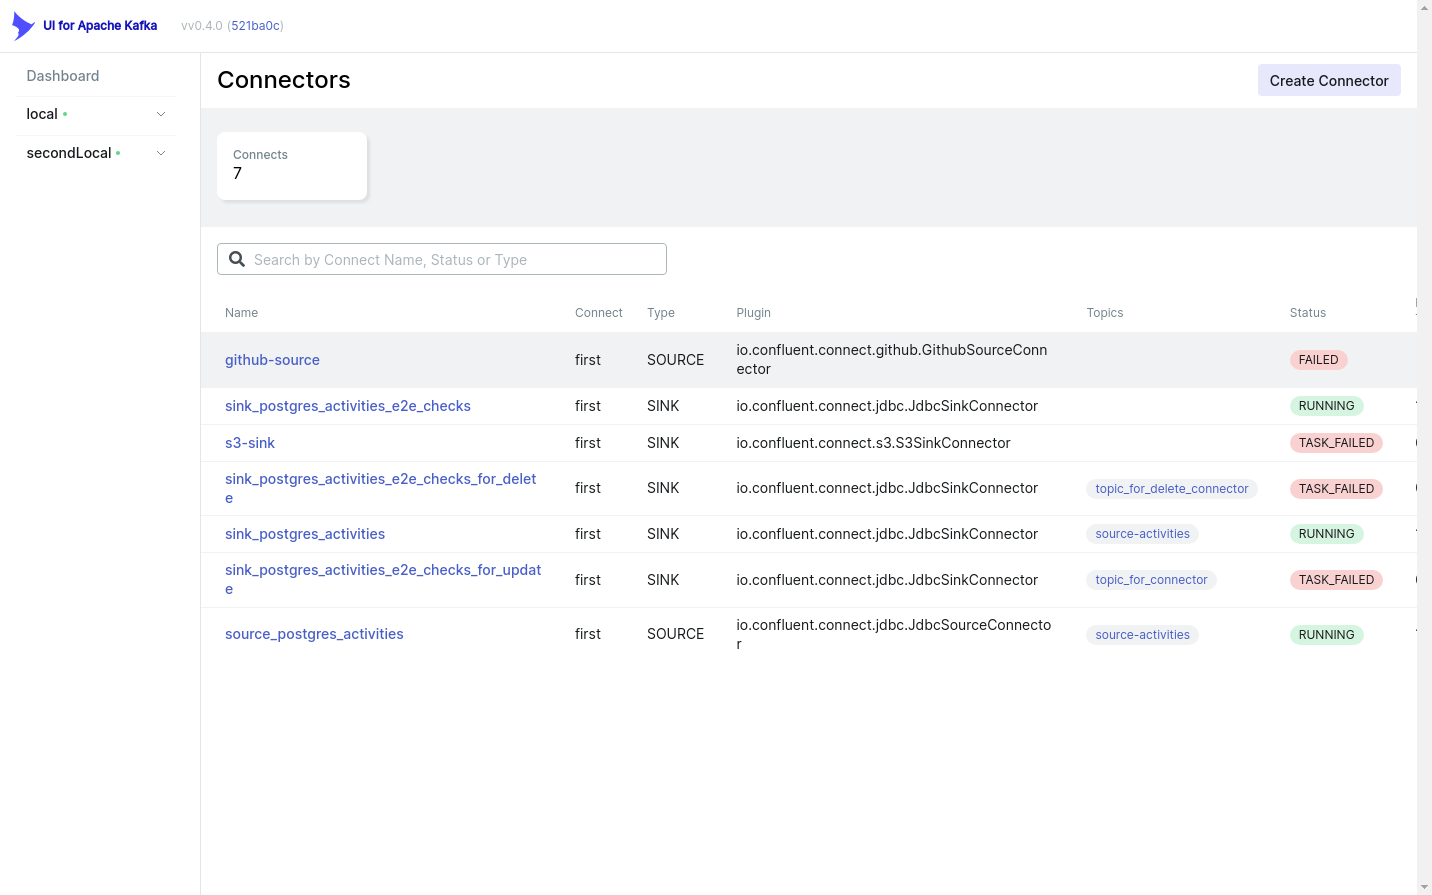 UI for Apache Kafka vv0.4.0 (521ba0c)
Dashboard
local
secondLocal
Connectors
Create Connector
Connects
7
Search by Connect Name, Status or Type
Name Connect Type Plugin Topics Status
github-source first SOURCE io.confluent.connect.github.GithubSourceConn
ector FAILED
sink_postgres_activities_e2e_checks first SINK io.confluent.connect.jdbc.JdbcSinkConnector RUNNING
s3-sink first SINK io.confluent.connect.s3.S3SinkConnector TASK_FAILED
sink_postgres_activities_e2e_checks_for_delet
e first SINK io.confluent.connect.jdbc.JdbcSinkConnector topic_for_delete_connector TASK_FAILED
sink_postgres_activities first SINK io.confluent.connect.jdbc.JdbcSinkConnector source-activities RUNNING
sink_postgres_activities_e2e_checks_for_updat
e first SINK io.confluent.connect.jdbc.JdbcSinkConnector topic_for_connector TASK_FAILED
source_postgres_activities first SOURCE io.confluent.connect.jdbc.JdbcSourceConnecto
r source-activities RUNNING